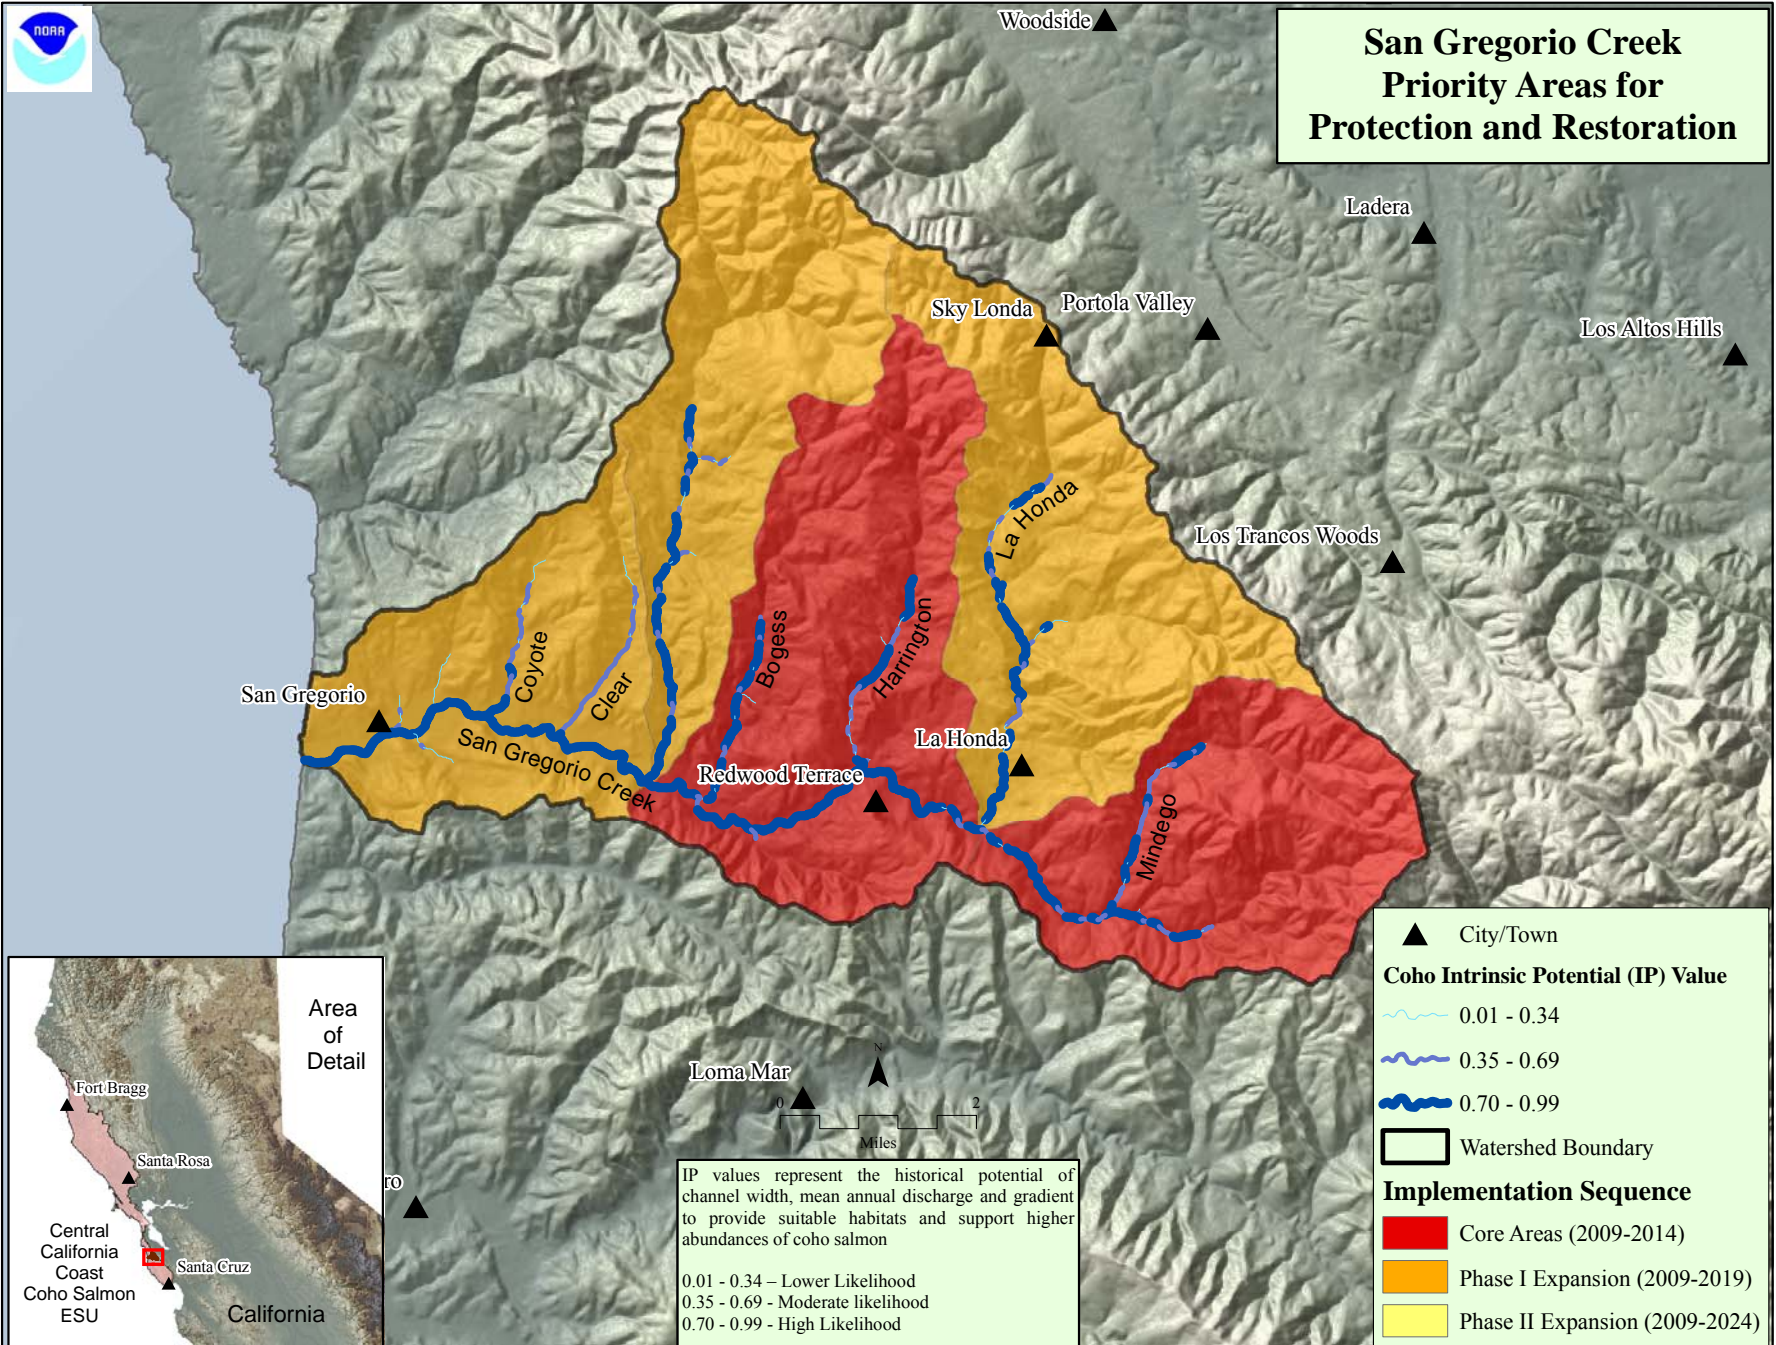 NOAA
San Gregorio Creek
Priority Areas for
Protection and Restoration
Woodside
Ladera
Sky Londa
Portola Valley
Los Altos Hills
La Honda
Los Trancos Woods
Coyote
Clear
Bogess
Harrington
San Gregorio
San Gregorio Creek
La Honda
Redwood Terrace
Mindego
Loma Mar
N
0 2
Miles
ro
Area
of
Detail
Fort Bragg
Santa Rosa
Central
California
Coast
Coho Salmon
ESU
Santa Cruz
California
IP values represent the historical potential of
channel width, mean annual discharge and gradient
to provide suitable habitats and support higher
abundances of coho salmon
0.01 - 0.34 – Lower Likelihood
0.35 - 0.69 - Moderate likelihood
0.70 - 0.99 - High Likelihood
City/Town
Coho Intrinsic Potential (IP) Value
0.01 - 0.34
0.35 - 0.69
0.70 - 0.99
Watershed Boundary
Implementation Sequence
Core Areas (2009-2014)
Phase I Expansion (2009-2019)
Phase II Expansion (2009-2024)